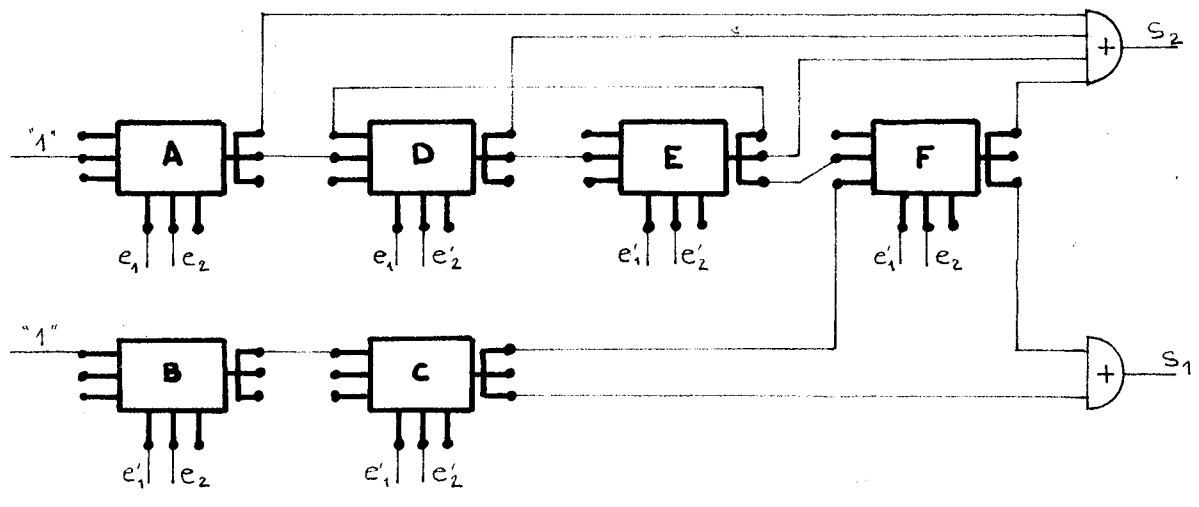 S2
"1" A D E F
e1 e2 e1 e'2 e'1 e'2 e'1 e2
"1" B C S1
e'1 e2 e'1 e'2
+
+